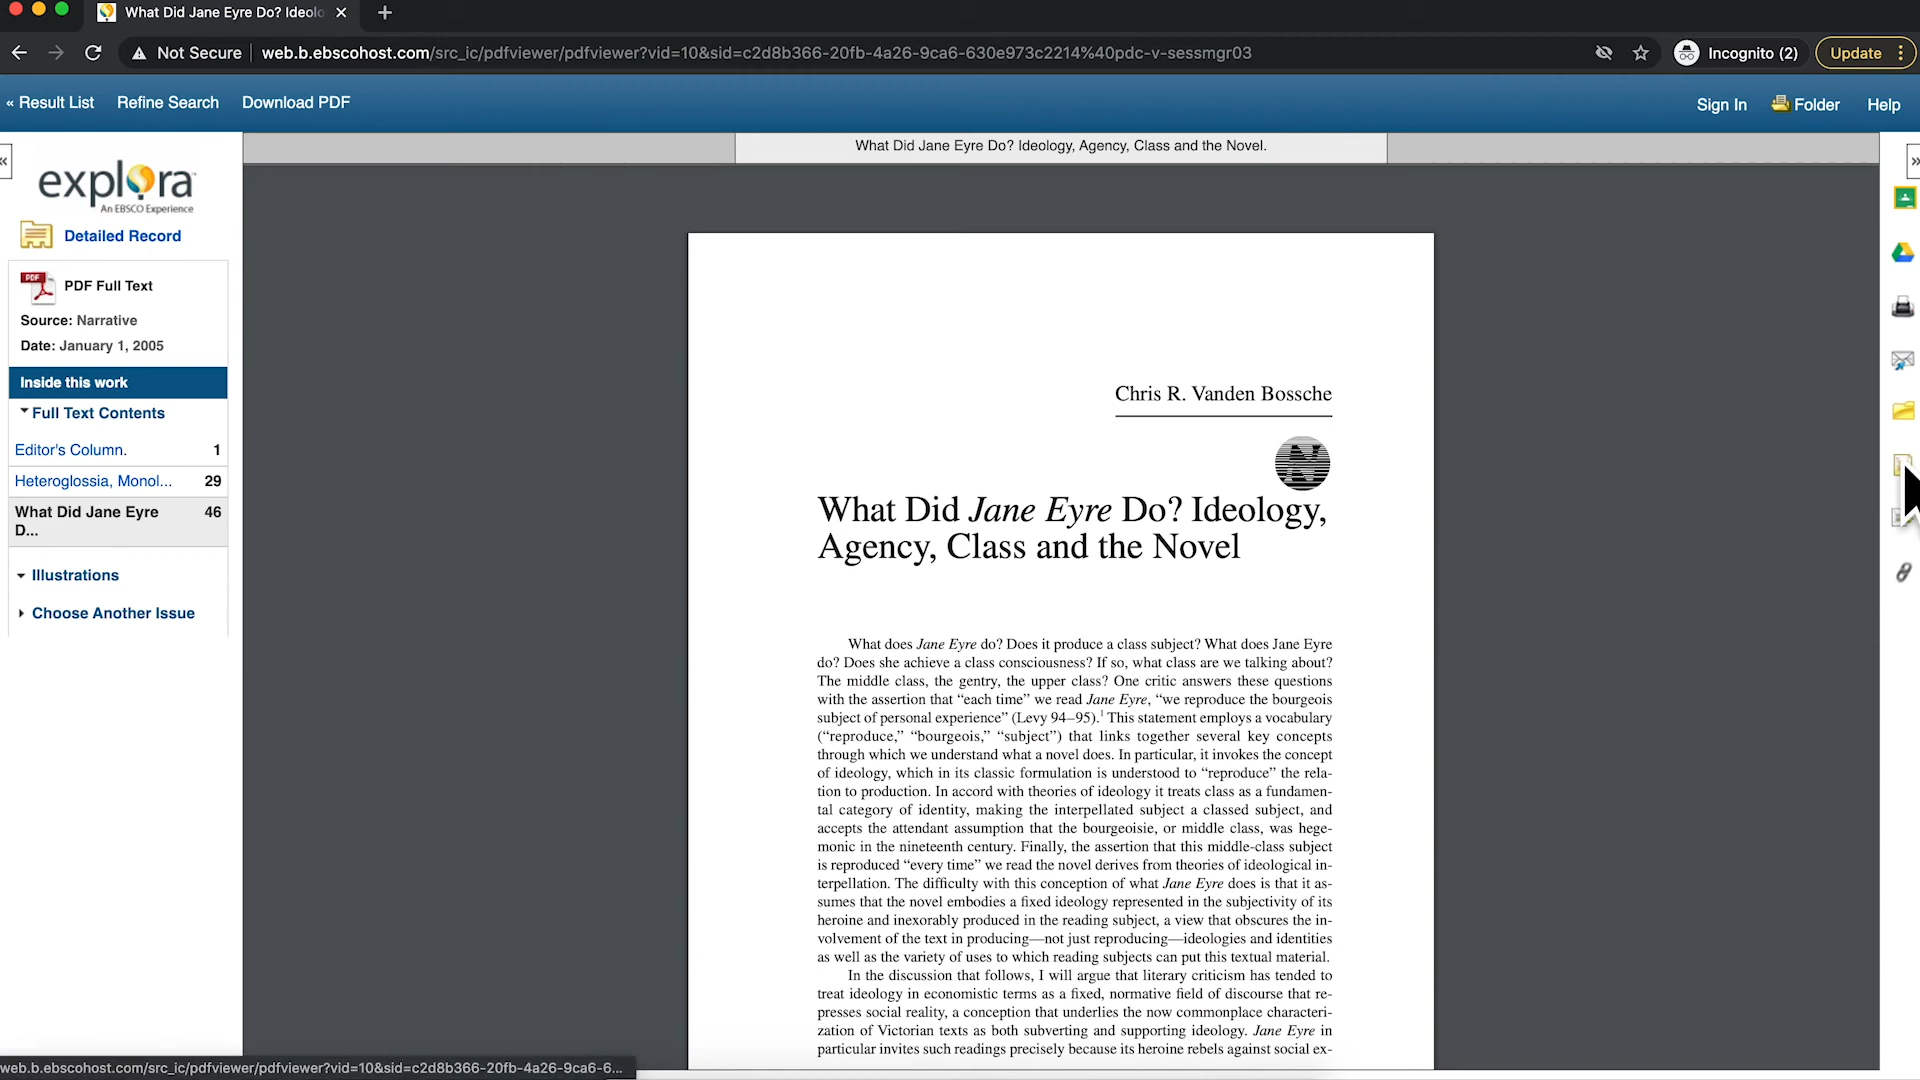 What Did Jane Eyre Do? Ideolo
Not Secure
web.b.ebscohost.com/src_ic/pdfviewer/pdfviewer?vid=10&sid=c2d8b366-20fb-4a26-9ca6-630e973c2214%40pdc-v-sessmgr03
Incognito (2)
Update
« Result List
Refine Search
Download PDF
Sign In
Folder
Help
What Did Jane Eyre Do? Ideology, Agency, Class and the Novel.
explora
An EBSCO Experience
Detailed Record
PDF
PDF Full Text
Source: Narrative
Date: January 1, 2005
Inside this work
Full Text Contents
Editor's Column. 1
Heteroglossia, Monol... 29
What Did Jane Eyre 46
D...
Illustrations
Choose Another Issue
Chris R. Vanden Bossche
N
What Did Jane Eyre Do? Ideology,
Agency, Class and the Novel
What does Jane Eyre do? Does it produce a class subject? What does Jane Eyre
do? Does she achieve a class consciousness? If so, what class are we talking about?
The middle class, the gentry, the upper class? One critic answers these questions
with the assertion that “each time” we read Jane Eyre, “we reproduce the bourgeois
subject of personal experience” (Levy 94–95).¹ This statement employs a vocabulary
(“reproduce,” “bourgeois,” “subject”) that links together several key concepts
through which we understand what a novel does. In particular, it invokes the concept
of ideology, which in its classic formulation is understood to “reproduce” the rela-
tion to production. In accord with theories of ideology it treats class as a fundamen-
tal category of identity, making the interpellated subject a classed subject, and
accepts the attendant assumption that the bourgeoisie, or middle class, was hege-
monic in the nineteenth century. Finally, the assertion that this middle-class subject
is reproduced “every time” we read the novel derives from theories of ideological in-
terpellation. The difficulty with this conception of what Jane Eyre does is that it as-
sumes that the novel embodies a fixed ideology represented in the subjectivity of its
heroine and inexorably produced in the reading subject, a view that obscures the in-
volvement of the text in producing—not just reproducing—ideologies and identities
as well as the variety of uses to which reading subjects can put this textual material.
In the discussion that follows, I will argue that literary criticism has tended to
treat ideology in economistic terms as a fixed, normative field of discourse that re-
presses social reality, a conception that underlies the now commonplace characteri-
zation of Victorian texts as both subverting and supporting ideology. Jane Eyre in
particular invites such readings precisely because its heroine rebels against social ex-
web.b.ebscohost.com/src_ic/pdfviewer/pdfviewer?vid=10&sid=c2d8b366-20fb-4a26-9ca6-6...